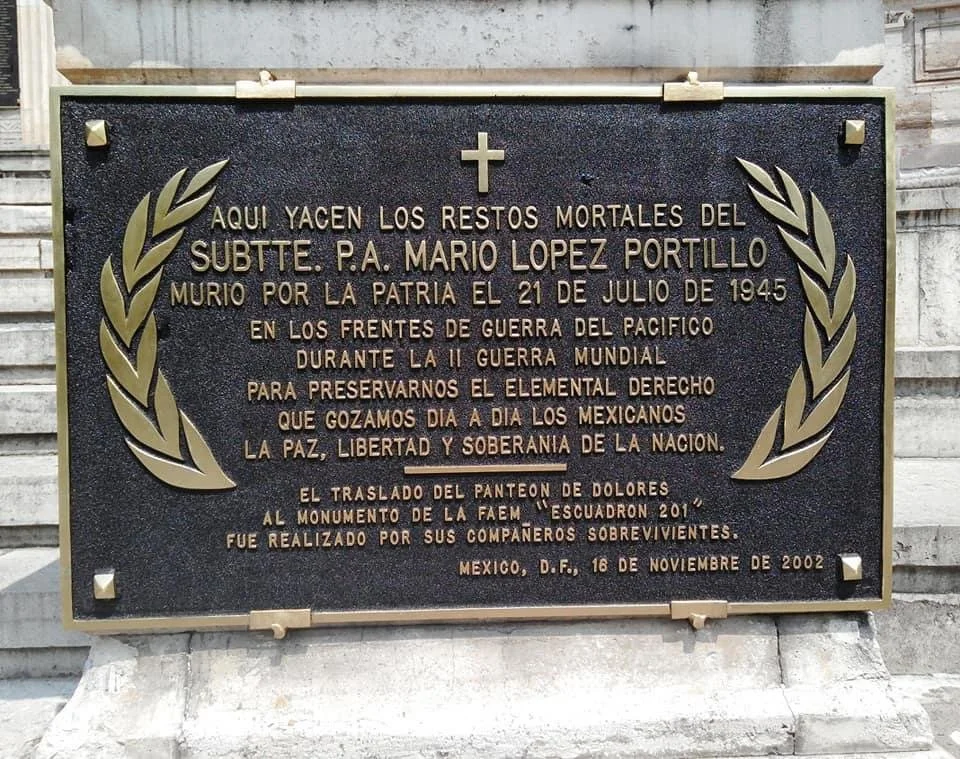 AQUI YACEN LOS RESTOS MORTALES DEL
SUBTTE. P.A. MARIO LOPEZ PORTILLO
MURIO POR LA PATRIA EL 21 DE JULIO DE 1945
EN LOS FRENTES DE GUERRA DEL PACIFICO
DURANTE LA II GUERRA MUNDIAL
PARA PRESERVARNOS EL ELEMENTAL DERECHO
QUE GOZAMOS DIA A DIA LOS MEXICANOS
LA PAZ, LIBERTAD Y SOBERANIA DE LA NACION.
EL TRASLADO DEL PANTEON DE DOLORES
AL MONUMENTO DE LA FAEM "ESCUADRON 201"
FUE REALIZADO POR SUS COMPAÑEROS SOBREVIVIENTES.
MEXICO, D.F., 16 DE NOVIEMBRE DE 2002